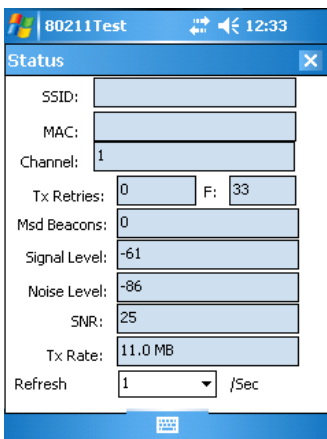 80211Test 12:33
Status
SSID:
MAC:
Channel: 1
Tx Retries: 0 F: 33
Msd Beacons: 0
Signal Level: -61
Noise Level: -86
SNR: 25
Tx Rate: 11.0 MB
Refresh 1 /Sec